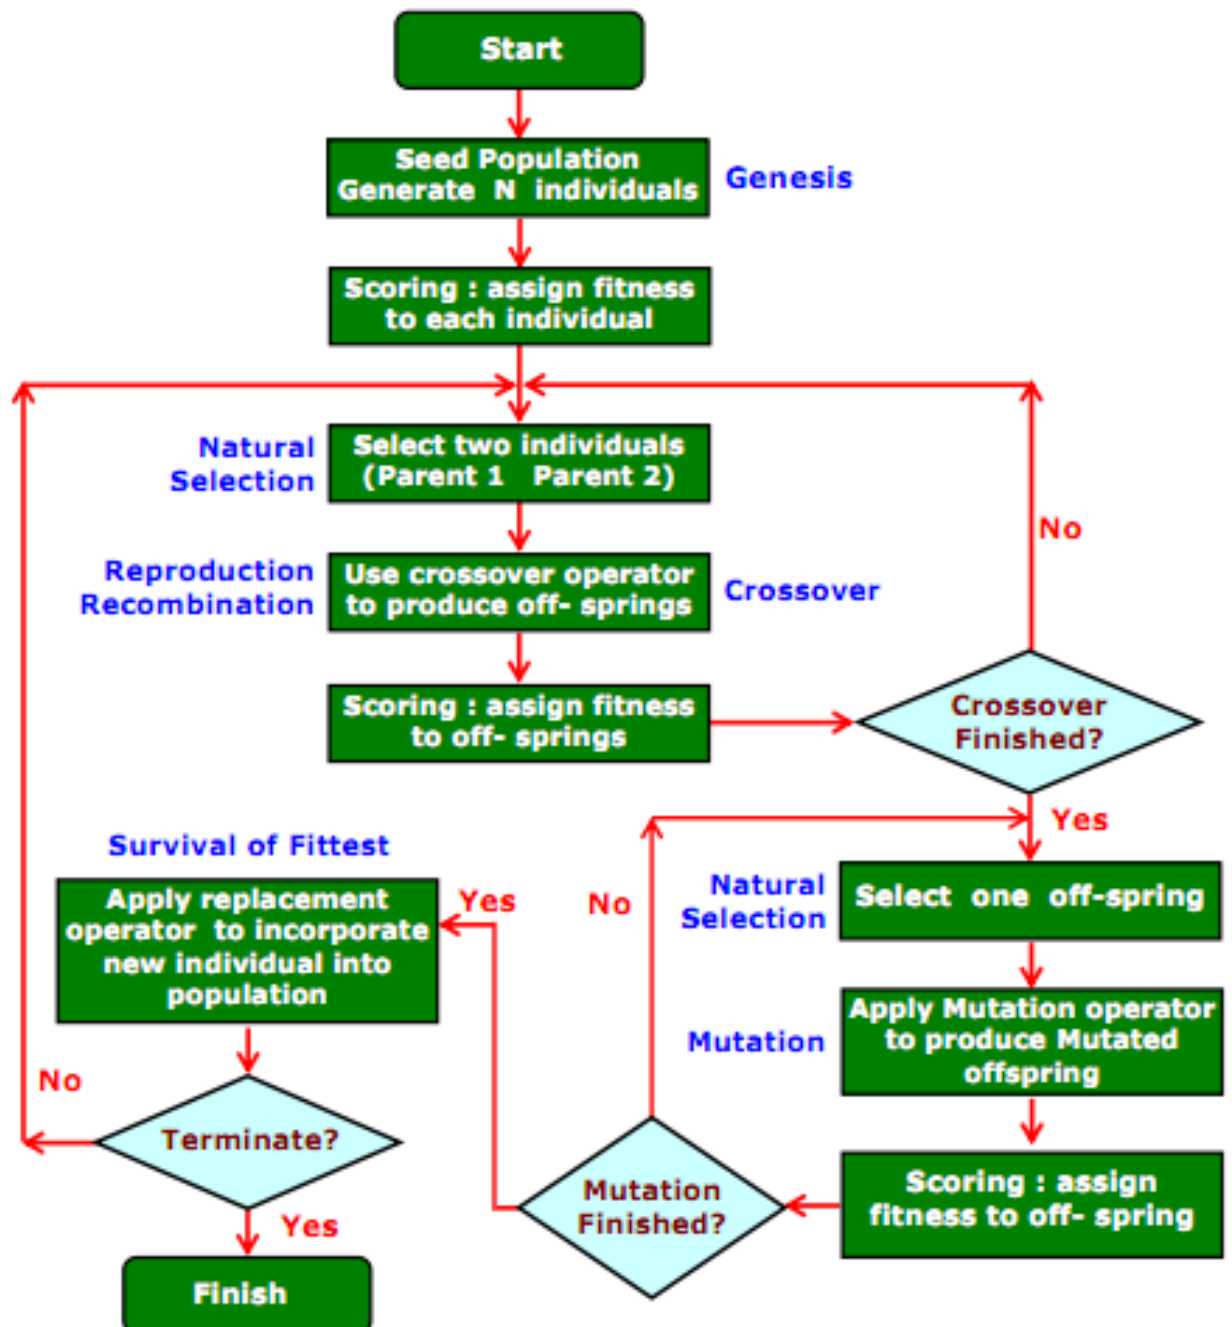 Start
Seed Population
Generate N individuals
Genesis
Scoring : assign fitness
to each individual
Natural
Selection
Select two individuals
(Parent 1 Parent 2)
No
Reproduction
Recombination
Use crossover operator
to produce off- springs
Crossover
Scoring : assign fitness
to off- springs
Crossover
Finished?
Yes
Survival of Fittest
Apply replacement
operator to incorporate
new individual into
population
Yes
No
Natural
Selection
Select one off-spring
Mutation
Apply Mutation operator
to produce Mutated
offspring
No
Terminate?
Mutation
Finished?
Scoring : assign
fitness to off- spring
Yes
Finish